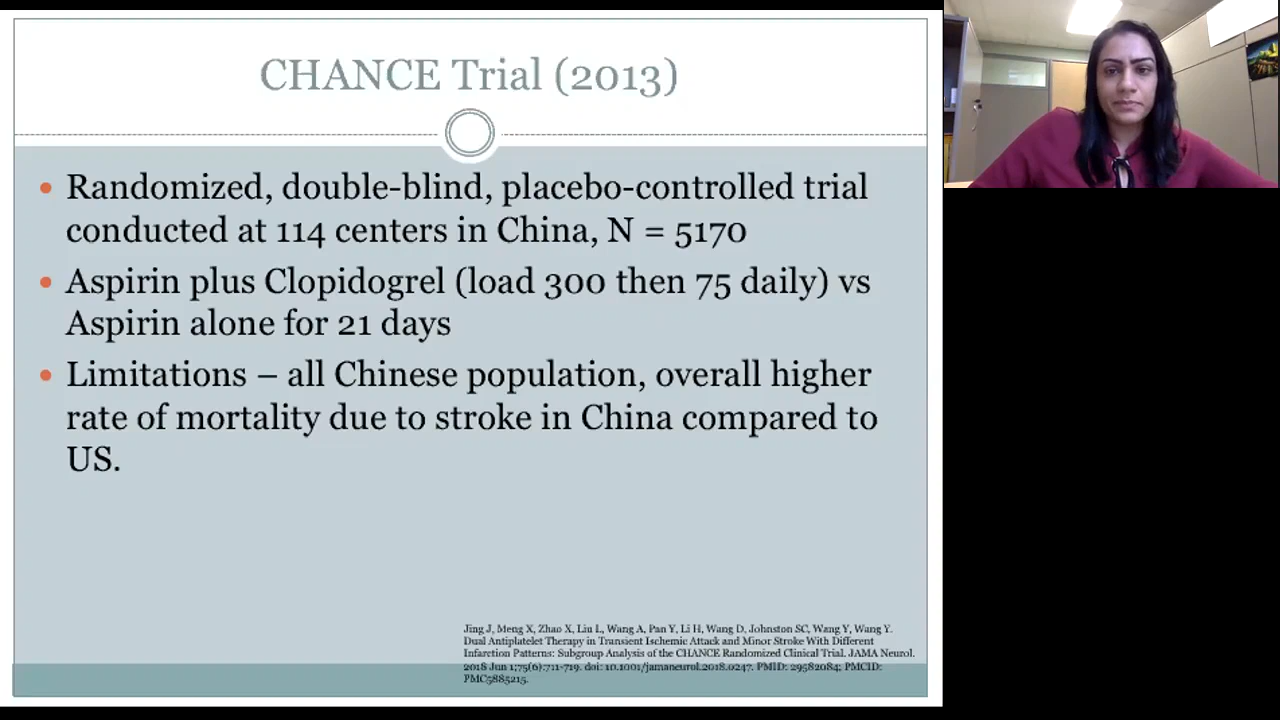 CHANCE Trial (2013)
• Randomized, double-blind, placebo-controlled trial
conducted at 114 centers in China, N = 5170
• Aspirin plus Clopidogrel (load 300 then 75 daily) vs
Aspirin alone for 21 days
• Limitations – all Chinese population, overall higher
rate of mortality due to stroke in China compared to
US.
Jing J, Meng X, Zhao X, Liu L, Wang A, Pan Y, Li H, Wang D, Johnston SC, Wang Y, Wang Y.
Dual Antiplatelet Therapy in Transient Ischemic Attack and Minor Stroke With Different
Infarction Patterns: Subgroup Analysis of the CHANCE Randomized Clinical Trial. JAMA Neurol.
2018 Jun 1;75(6):711-719. doi: 10.1001/jamaneurol.2018.0247. PMID: 29582084; PMCID:
PMC5885215.